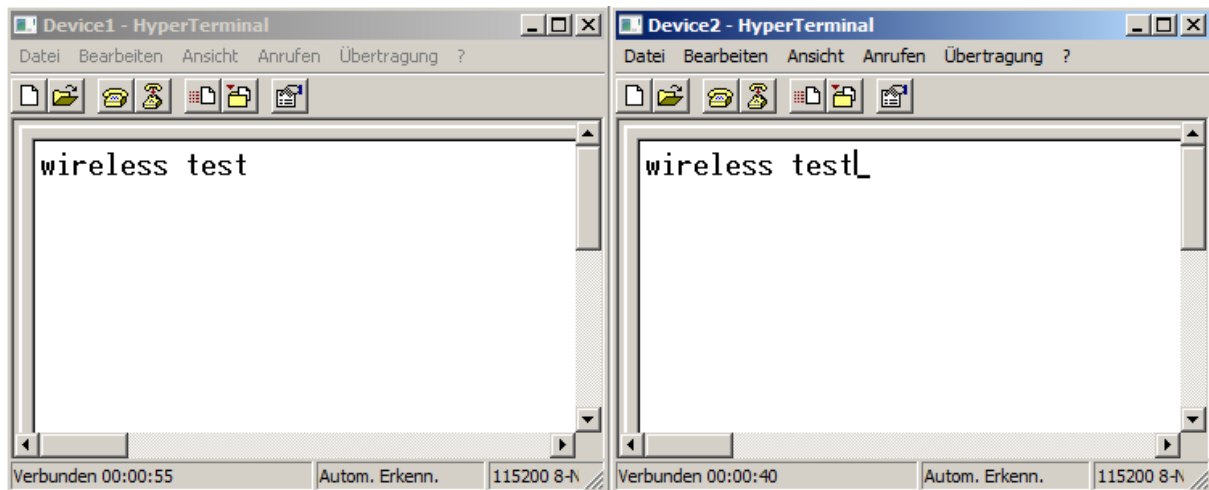 Device1 - HyperTerminal
Datei Bearbeiten Ansicht Anrufen Übertragung ?
wireless test
Verbunden 00:00:55 Autom. Erkenn. 115200 8-N
Device2 - HyperTerminal
Datei Bearbeiten Ansicht Anrufen Übertragung ?
wireless test_
Verbunden 00:00:40 Autom. Erkenn. 115200 8-N